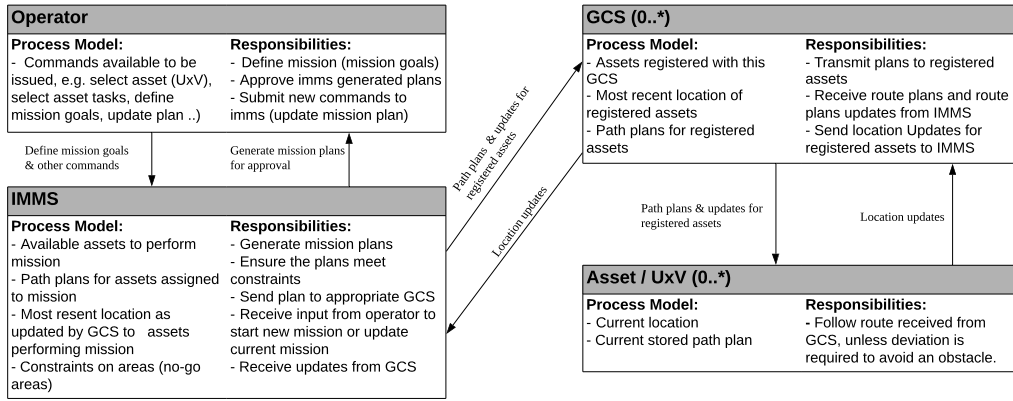 Operator
Process Model:
- Commands available to be
issued, e.g. select asset (UxV),
select asset tasks, define
mission goals, update plan ..)
Responsibilities:
- Define mission (mission goals)
- Approve imms generated plans
- Submit new commands to
imms (update mission plan)
Define mission goals
& other commands
Generate mission plans
for approval
IMMS
Process Model:
- Available assets to perform
mission
- Path plans for assets assigned
to mission
- Most resent location as
updated by GCS to assets
performing mission
- Constraints on areas (no-go
areas)
Responsibilities:
- Generate mission plans
- Ensure the plans meet
constraints
- Send plan to appropriate GCS
- Receive input from operator to
start new mission or update
current mission
- Receive updates from GCS
Path plans & updates for
registered assets
Location updates
GCS (0..*)
Process Model:
- Assets registered with this
GCS
- Most recent location of
registered assets
- Path plans for registered
assets
Responsibilities:
- Transmit plans to registered
assets
- Receive route plans and route
plans updates from IMMS
- Send location Updates for
registered assets to IMMS
Path plans & updates for
registered assets
Location updates
Asset / UxV (0..*)
Process Model:
- Current location
- Current stored path plan
Responsibilities:
- Follow route received from
GCS, unless deviation is
required to avoid an obstacle.